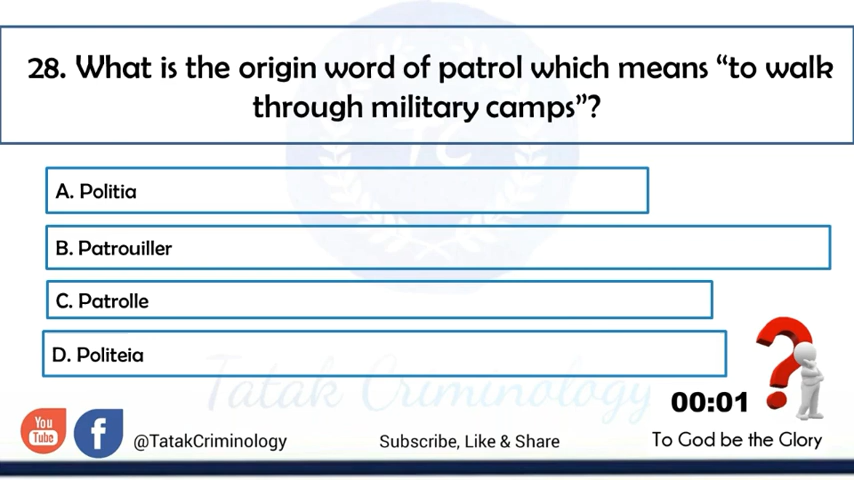 28. What is the origin word of patrol which means “to walk
through military camps”?
TC
A. Politia
B. Patrouiller
C. Patrolle
D. Politeia
Tatak Criminology
00:01
You
Tube
f
@TatakCriminology
Subscribe, Like & Share
To God be the Glory